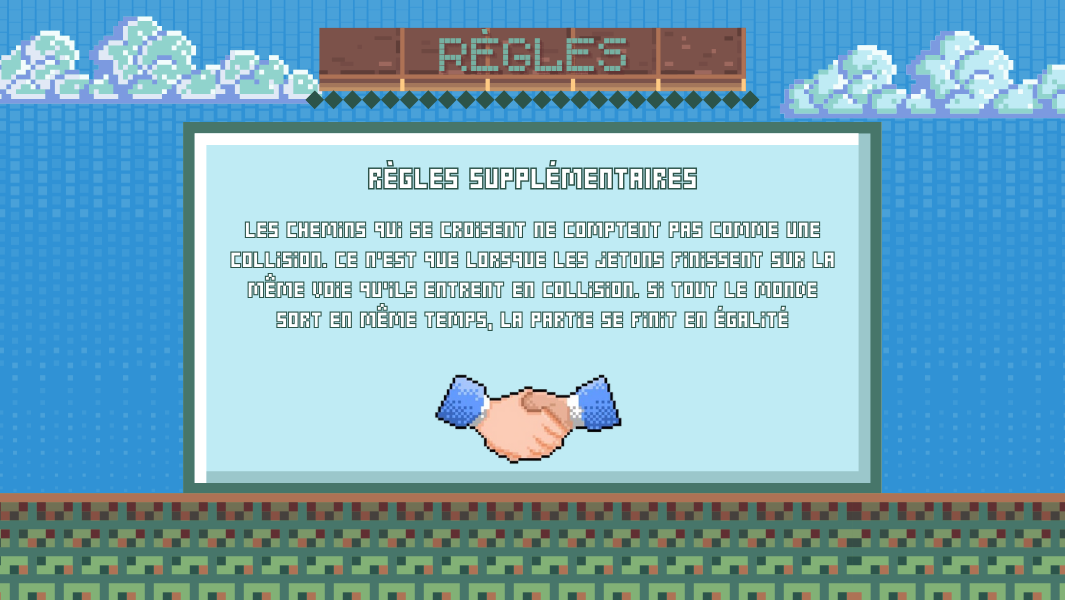 RÈGLES
RÈGLES SUPPLÉMENTAIRES
LES CHEMINS QUI SE CROISENT NE COMPTENT PAS COMME UNE
COLLISION. CE N'EST QUE LORSQUE LES JETONS FINISSENT SUR LA
MÊME VOIE QU'ILS ENTRENT EN COLLISION. SI TOUT LE MONDE
SORT EN MÊME TEMPS, LA PARTIE SE FINIT EN ÉGALITÉ